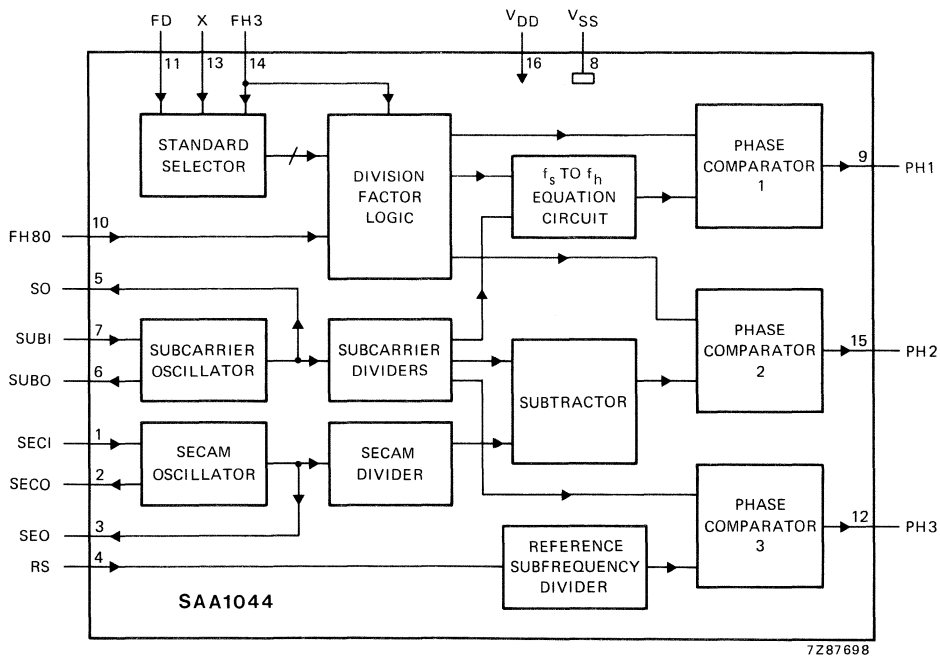 FD X FH3 VDD VSS
11 13 14 16 8
STANDARD
SELECTOR
DIVISION
FACTOR
LOGIC
fs TO fh
EQUATION
CIRCUIT
PHASE
COMPARATOR
1
9 PH1
FH80 10
SO 5
SUBI 7
SUBO 6
SUBCARRIER
OSCILLATOR
SUBCARRIER
DIVIDERS
SUBTRACTOR
PHASE
COMPARATOR
2
15 PH2
SECI 1
SECO 2
SECAM
OSCILLATOR
SECAM
DIVIDER
SEO 3
RS 4
REFERENCE
SUBFREQUENCY
DIVIDER
PHASE
COMPARATOR
3
12 PH3
SAA1044
7Z87698